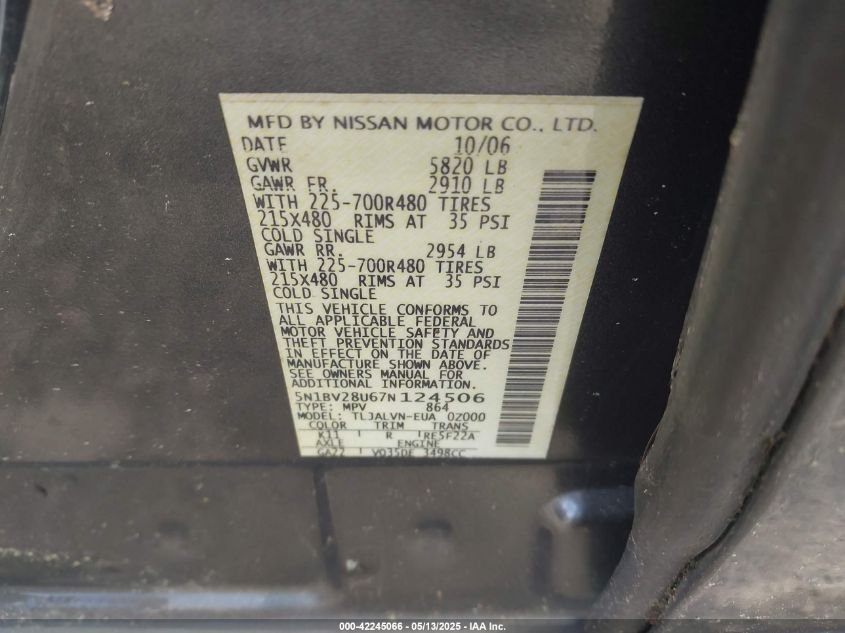 MFD BY NISSAN MOTOR CO., LTD.
DATE 10/06
GVWR 5820 LB
GAWR FR. 2910 LB
WITH 225-700R480 TIRES
215X480 RIMS AT 35 PSI
COLD SINGLE
GAWR RR. 2954 LB
WITH 225-700R480 TIRES
215X480 RIMS AT 35 PSI
COLD SINGLE
THIS VEHICLE CONFORMS TO
ALL APPLICABLE FEDERAL
MOTOR VEHICLE SAFETY AND
THEFT PREVENTION STANDARDS
IN EFFECT ON THE DATE OF
MANUFACTURE SHOWN ABOVE.
SEE OWNERS MANUAL FOR
ADDITIONAL INFORMATION
5N1BV28U67N124506
TYPE: MPV 864
MODEL: TLJALVN-EUA 02000
COLOR TRIM TRANS
K11 R RE5F22A
AXLE ENGINE
GA22 VQ35DE 3498CC
000-42245066 - 05/13/2025 - IAA Inc.